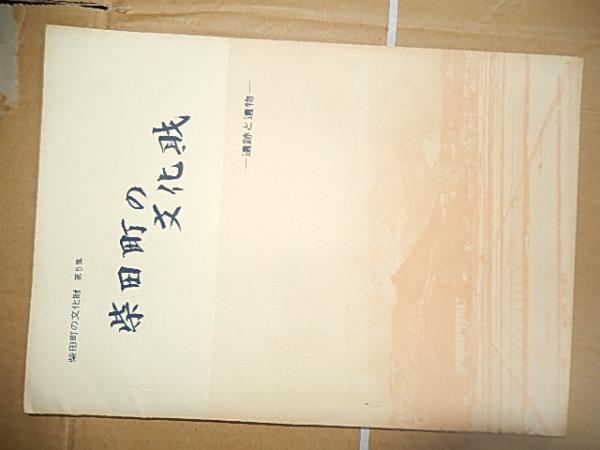 柴田町の文化財 第5集
柴田町の
文化財
―遺跡と遺物―